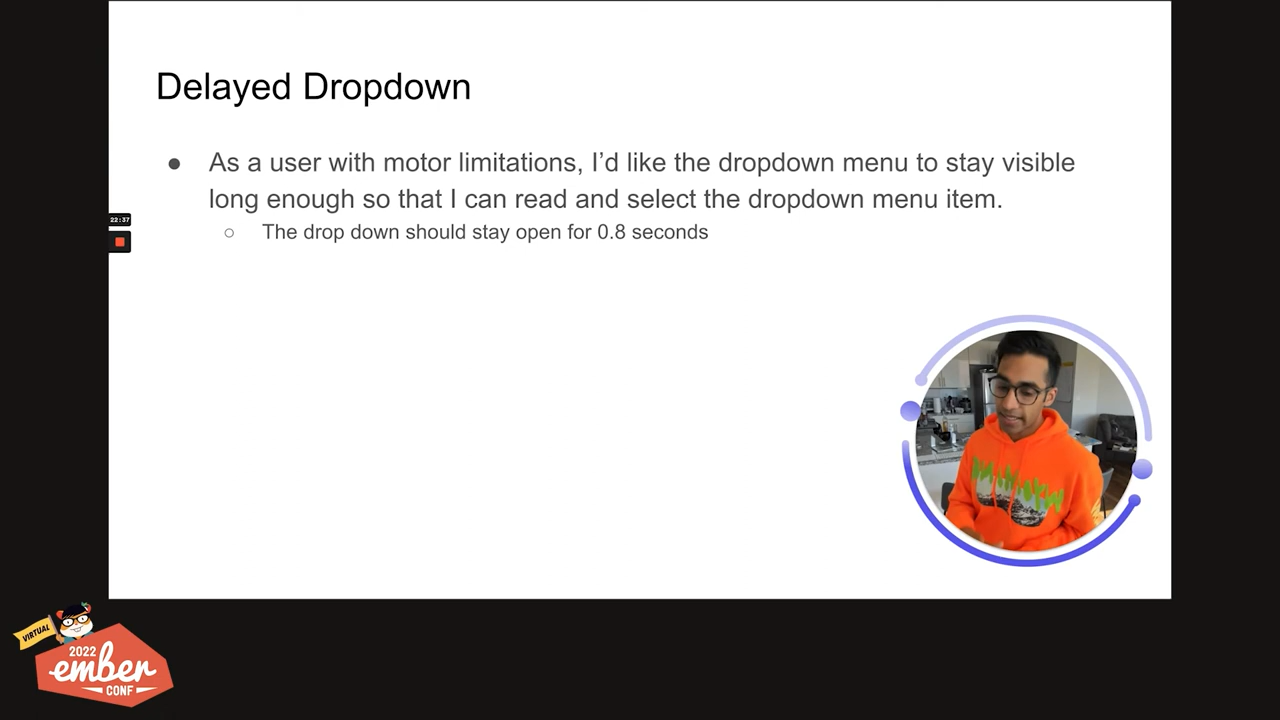 Delayed Dropdown
● As a user with motor limitations, I’d like the dropdown menu to stay visible
long enough so that I can read and select the dropdown menu item.
○ The drop down should stay open for 0.8 seconds
22:37
VIRTUAL
2022
ember
CONF